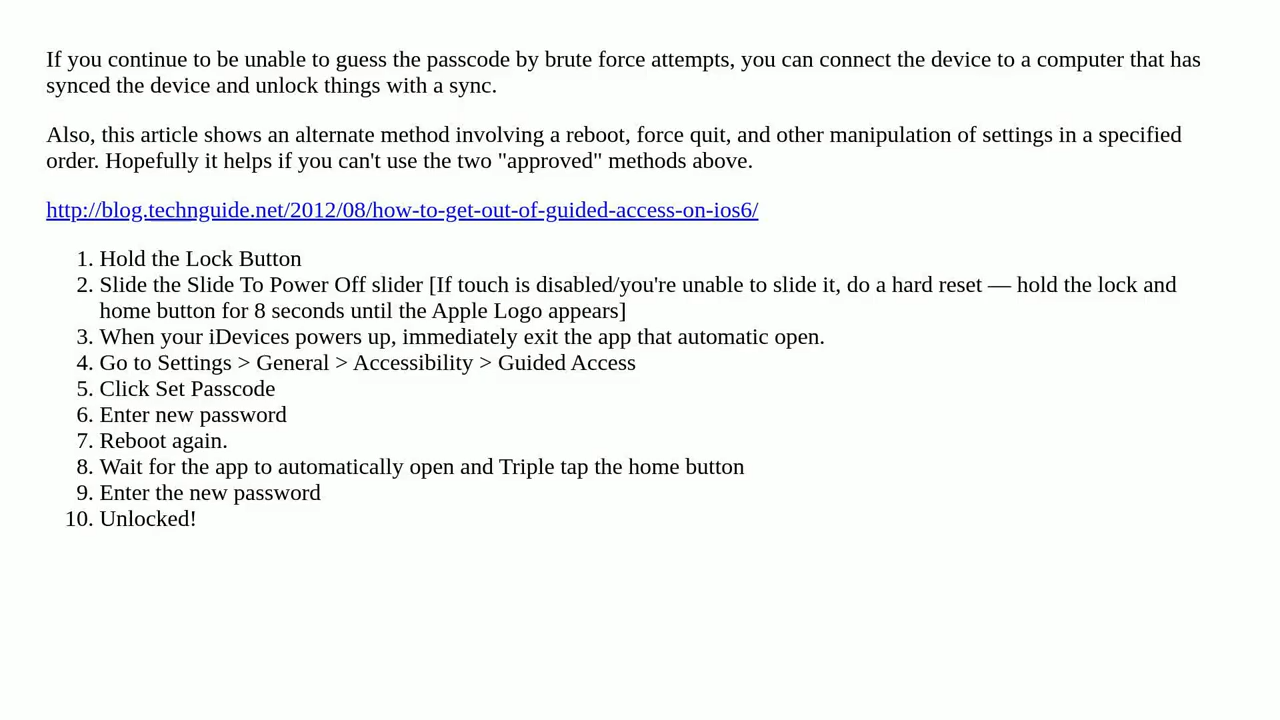 If you continue to be unable to guess the passcode by brute force attempts, you can connect the device to a computer that has
synced the device and unlock things with a sync.
Also, this article shows an alternate method involving a reboot, force quit, and other manipulation of settings in a specified
order. Hopefully it helps if you can't use the two "approved" methods above.
http://blog.technguide.net/2012/08/how-to-get-out-of-guided-access-on-ios6/
1. Hold the Lock Button
2. Slide the Slide To Power Off slider [If touch is disabled/you're unable to slide it, do a hard reset — hold the lock and
home button for 8 seconds until the Apple Logo appears]
3. When your iDevices powers up, immediately exit the app that automatic open.
4. Go to Settings > General > Accessibility > Guided Access
5. Click Set Passcode
6. Enter new password
7. Reboot again.
8. Wait for the app to automatically open and Triple tap the home button
9. Enter the new password
10. Unlocked!